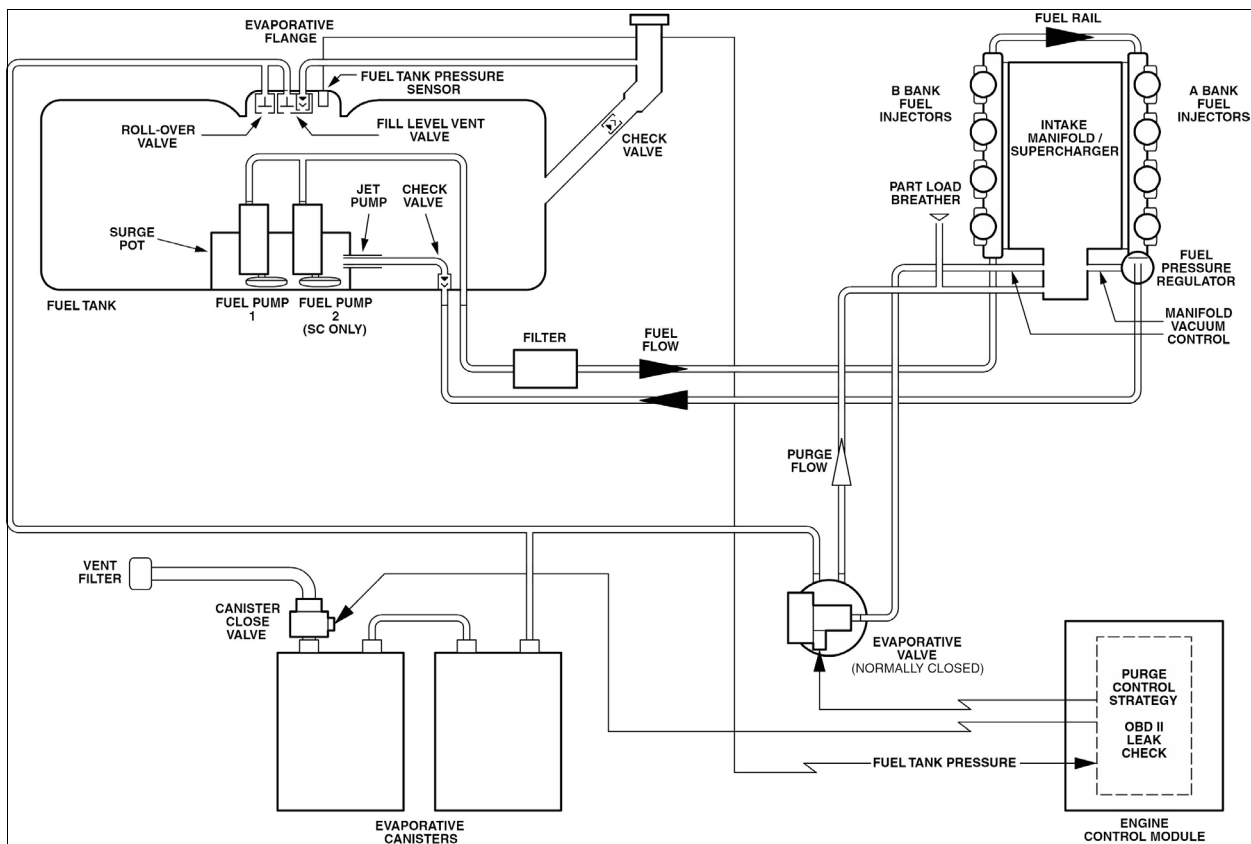 EVAPORATIVE
FLANGE
FUEL TANK PRESSURE
SENSOR
ROLL-OVER
VALVE
FILL LEVEL VENT
VALVE
CHECK
VALVE
FUEL RAIL
B BANK
FUEL
INJECTORS
A BANK
FUEL
INJECTORS
INTAKE
MANIFOLD /
SUPERCHARGER
PART LOAD
BREATHER
JET
PUMP
CHECK
VALVE
SURGE
POT
FUEL TANK
FUEL PUMP
1
FUEL PUMP
2
(SC ONLY)
FUEL
PRESSURE
REGULATOR
MANIFOLD
VACUUM
CONTROL
FILTER
FUEL
FLOW
PURGE
FLOW
VENT
FILTER
CANISTER
CLOSE
VALVE
EVAPORATIVE
VALVE
(NORMALLY CLOSED)
PURGE
CONTROL
STRATEGY
OBD II
LEAK
CHECK
FUEL TANK PRESSURE
EVAPORATIVE
CANISTERS
ENGINE
CONTROL MODULE